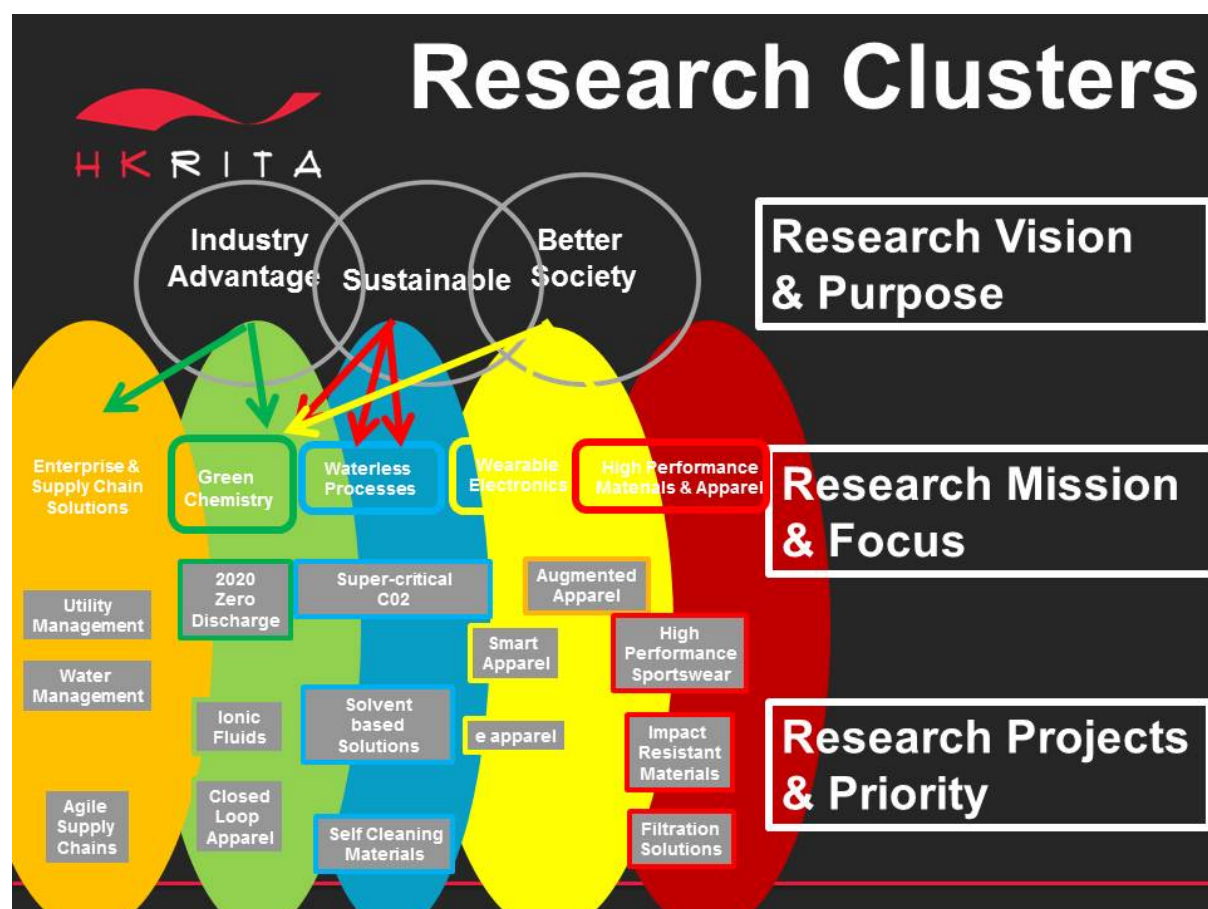 Research Clusters
HKRITA
Industry
Advantage
Sustainable
Better
Society
Research Vision
& Purpose
Enterprise &
Supply Chain
Solutions
Green
Chemistry
Waterless
Processes
Wearable
Electronics
High Performance
Materials & Apparel
Research Mission
& Focus
Utility
Management
Water
Management
Agile
Supply
Chains
2020
Zero
Discharge
Ionic
Fluids
Closed
Loop
Apparel
Super-critical
C02
Solvent
based
Solutions
Self Cleaning
Materials
Augmented
Apparel
Smart
Apparel
e apparel
High
Performance
Sportswear
Impact
Resistant
Materials
Filtration
Solutions
Research Projects
& Priority